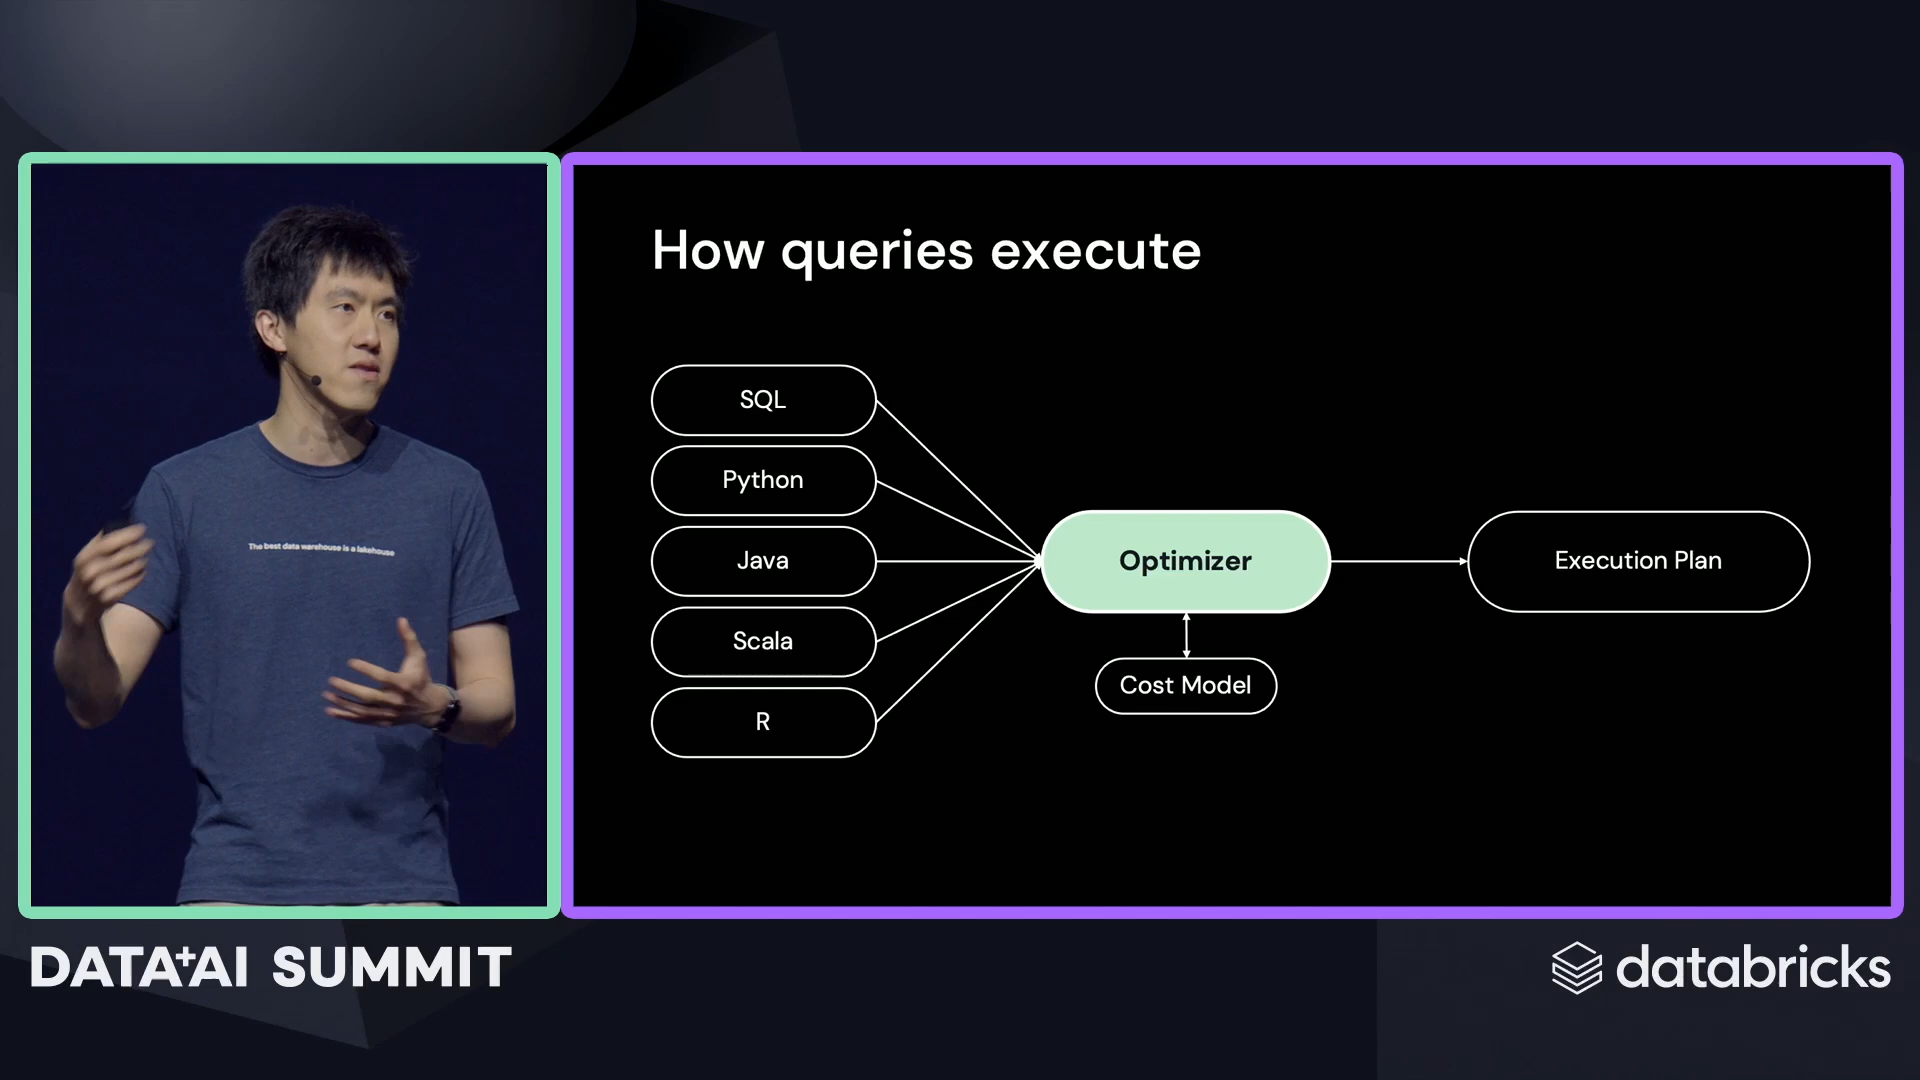 How queries execute
SQL
Python
Java
Scala
R
Optimizer
Cost Model
Execution Plan
The best data warehouse is a lakehouse
DATA+AI SUMMIT
databricks